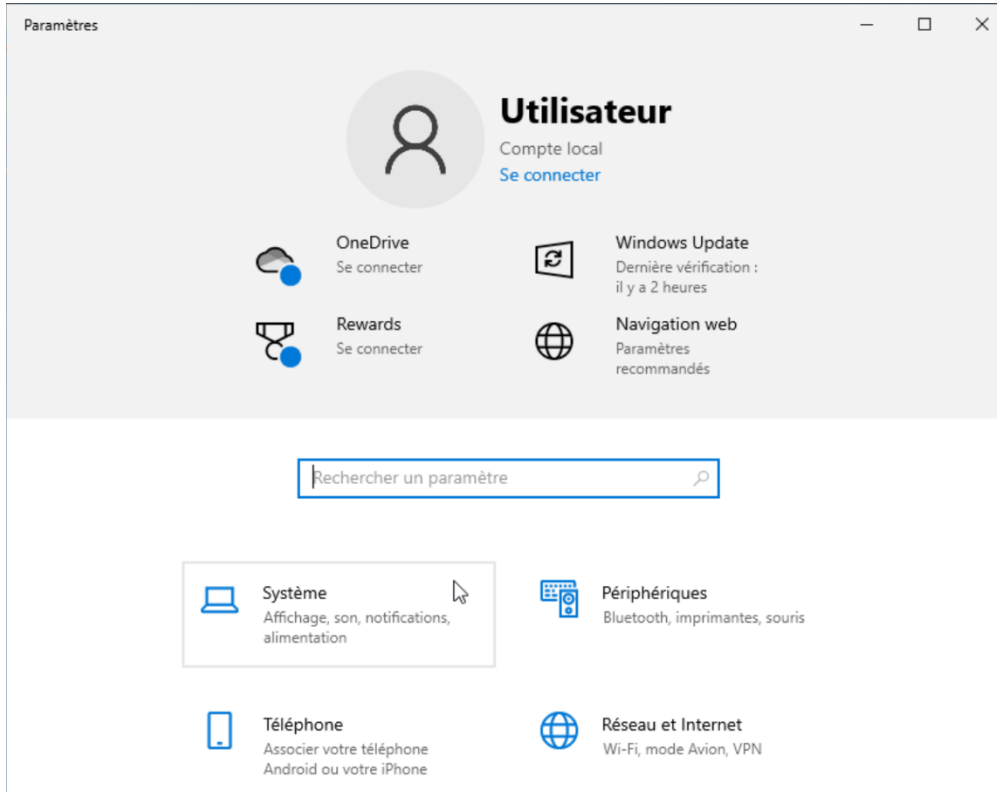 Paramètres
Utilisateur
Compte local
Se connecter
OneDrive
Se connecter
Windows Update
Dernière vérification :
il y a 2 heures
Rewards
Se connecter
Navigation web
Paramètres
recommandés
Rechercher un paramètre
Système
Affichage, son, notifications,
alimentation
Périphériques
Bluetooth, imprimantes, souris
Téléphone
Associer votre téléphone
Android ou votre iPhone
Réseau et Internet
Wi-Fi, mode Avion, VPN